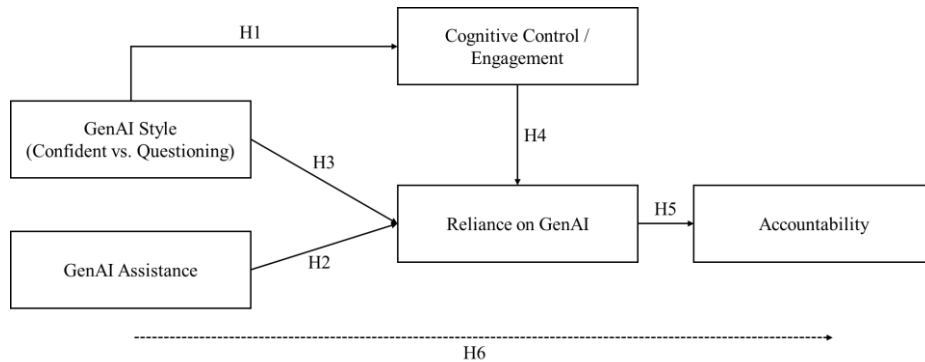 H1
Cognitive Control /
Engagement
GenAI Style
(Confident vs. Questioning)
H4
H3
Reliance on GenAI
H5
Accountability
GenAI Assistance
H2
H6